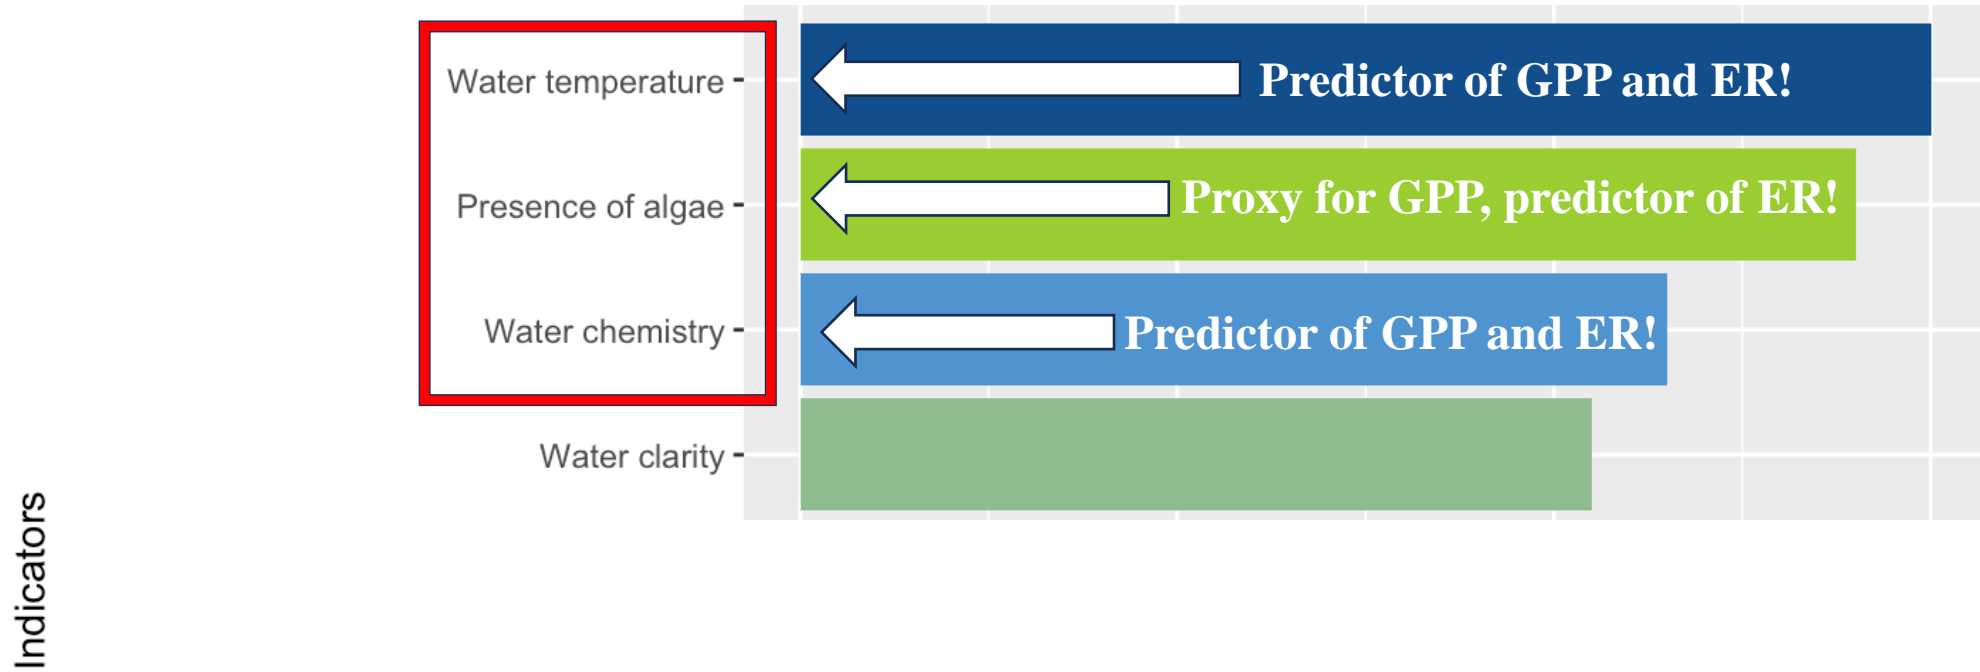 Water temperature
Predictor of GPP and ER!
Presence of algae
Proxy for GPP, predictor of ER!
Water chemistry
Predictor of GPP and ER!
Water clarity
Indicators